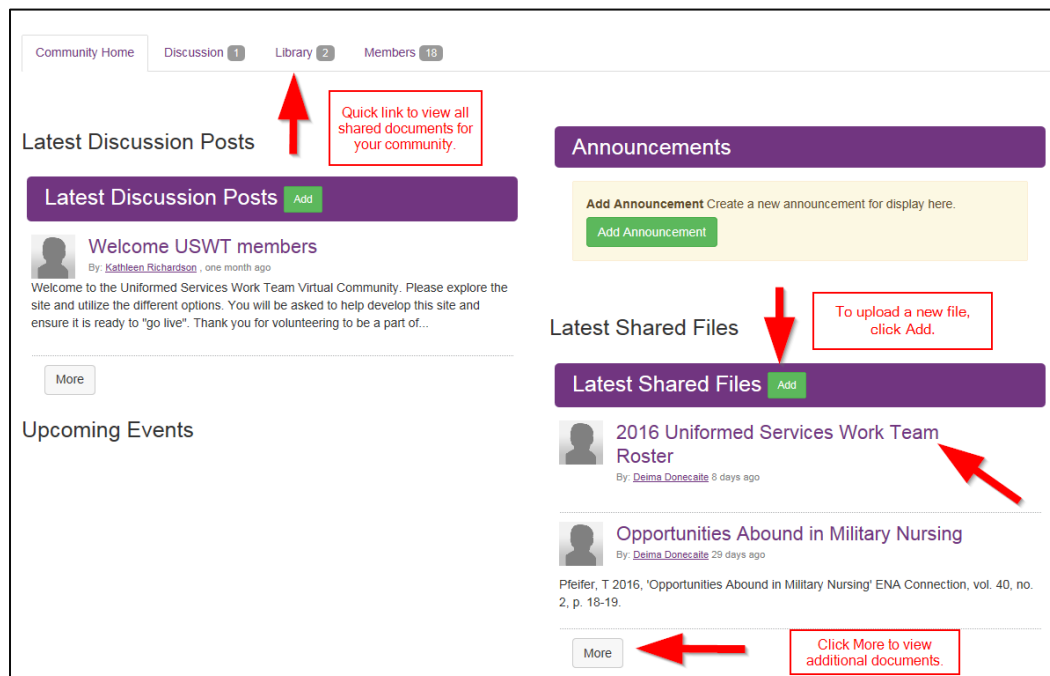 Community Home Discussion 1 Library 2 Members 18
Quick link to view all
shared documents for
your community.
Latest Discussion Posts
Latest Discussion Posts Add
Welcome USWT members
By: Kathleen Richardson , one month ago
Welcome to the Uniformed Services Work Team Virtual Community. Please explore the
site and utilize the different options. You will be asked to help develop this site and
ensure it is ready to "go live". Thank you for volunteering to be a part of...
More
Upcoming Events
Announcements
Add Announcement Create a new announcement for display here.
Add Announcement
To upload a new file,
click Add.
Latest Shared Files
Latest Shared Files Add
2016 Uniformed Services Work Team
Roster
By: Deima Donecaite 8 days ago
Opportunities Abound in Military Nursing
By: Deima Donecaite 29 days ago
Pfeifer, T 2016, 'Opportunities Abound in Military Nursing' ENA Connection, vol. 40, no.
2, p. 18-19.
More
Click More to view
additional documents.